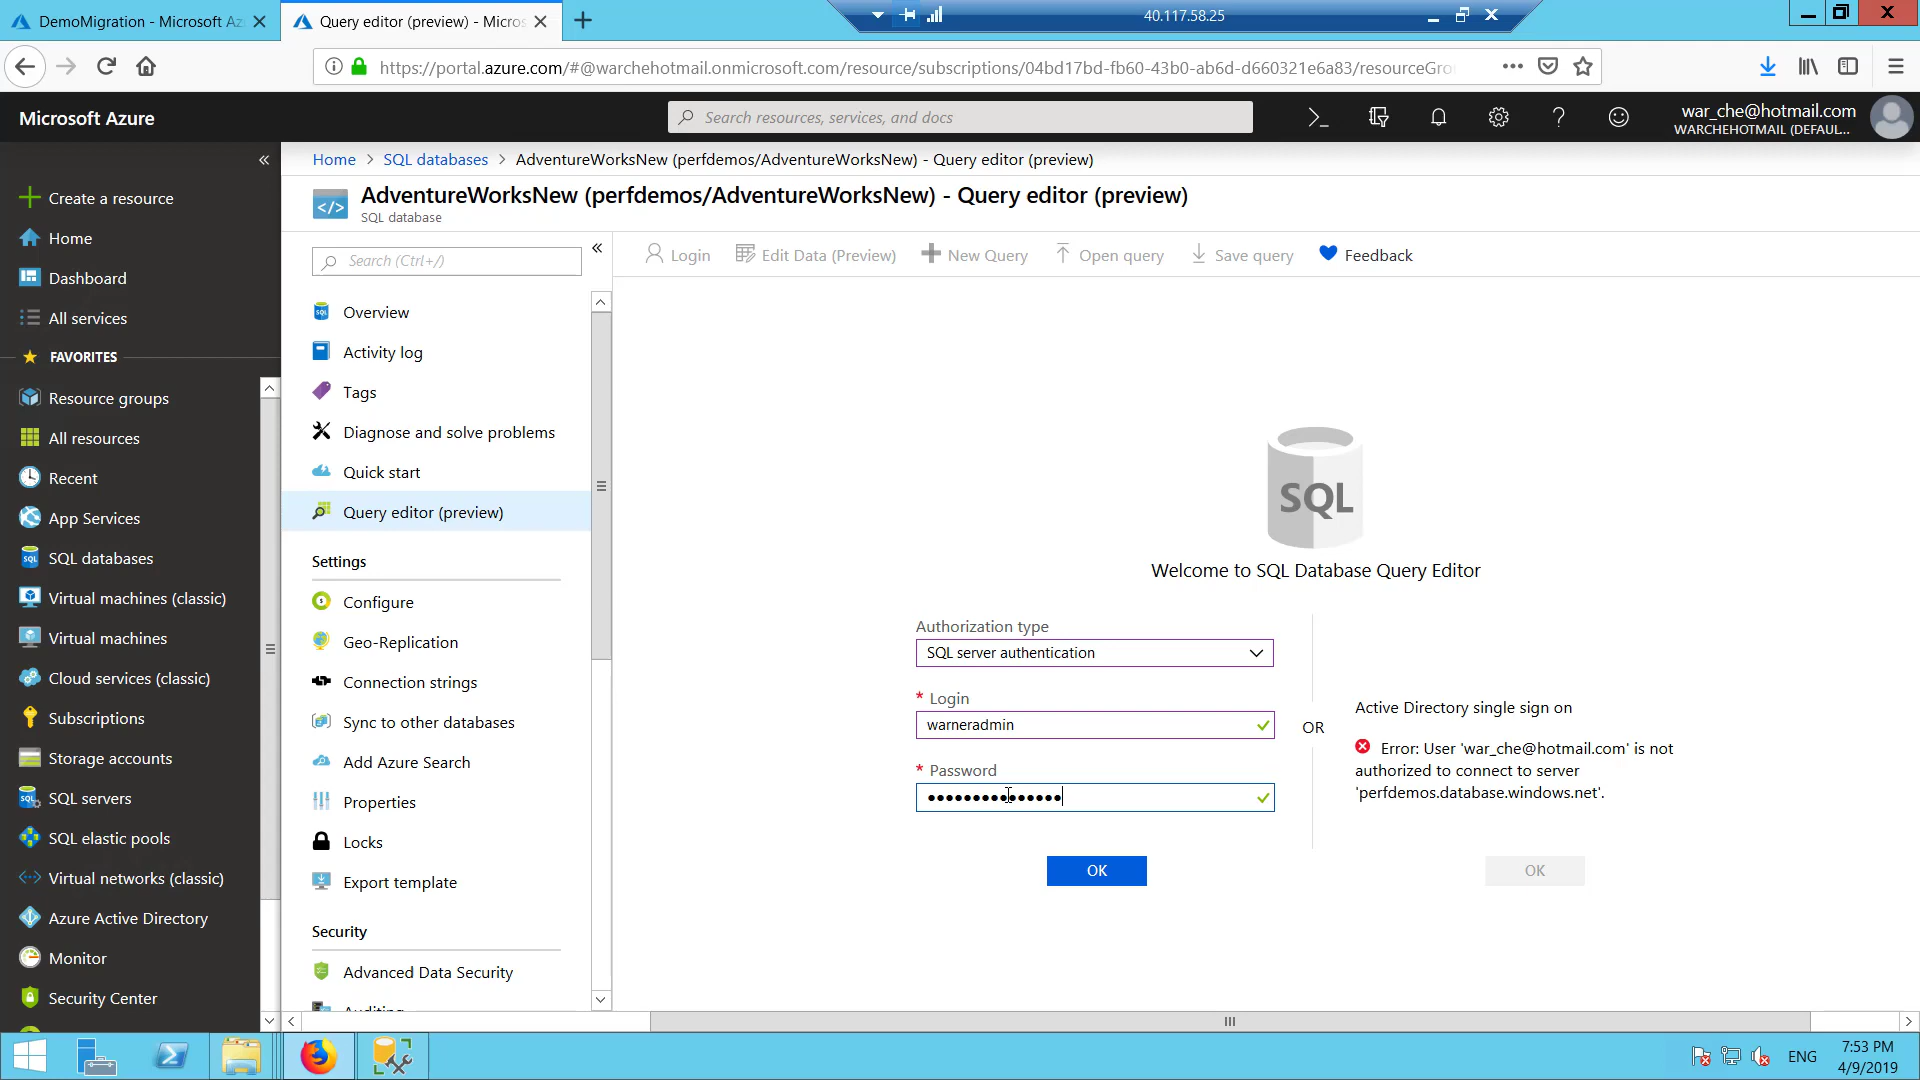 DemoMigration - Microsoft Az
Query editor (preview) - Micros
40.117.58.25
https://portal.azure.com/#@warchehotmail.onmicrosoft.com/resource/subscriptions/04bd17bd-fb60-43b0-ab6d-d660321e6a83/resourceGro
Microsoft Azure
Search resources, services, and docs
war_che@hotmail.com
WARCHEHOTMAIL (DEFAUL...
Home > SQL databases > AdventureWorksNew (perfdemos/AdventureWorksNew) - Query editor (preview)
AdventureWorksNew (perfdemos/AdventureWorksNew) - Query editor (preview)
SQL database
Create a resource
Home
Dashboard
All services
FAVORITES
Resource groups
All resources
Recent
App Services
SQL databases
Virtual machines (classic)
Virtual machines
Cloud services (classic)
Subscriptions
Storage accounts
SQL servers
SQL elastic pools
Virtual networks (classic)
Azure Active Directory
Monitor
Security Center
Search (Ctrl+/)
Overview
Activity log
Tags
Diagnose and solve problems
Quick start
Query editor (preview)
Settings
Configure
Geo-Replication
Connection strings
Sync to other databases
Add Azure Search
Properties
Locks
Export template
Security
Advanced Data Security
Auditing
Login
Edit Data (Preview)
New Query
Open query
Save query
Feedback
SQL
Welcome to SQL Database Query Editor
Authorization type
SQL server authentication
* Login
warneradmin
* Password
•••••••••••••••
OK
OR
Active Directory single sign on
Error: User 'war_che@hotmail.com' is not
authorized to connect to server
'perfdemos.database.windows.net'.
OK
ENG
7:53 PM
4/9/2019